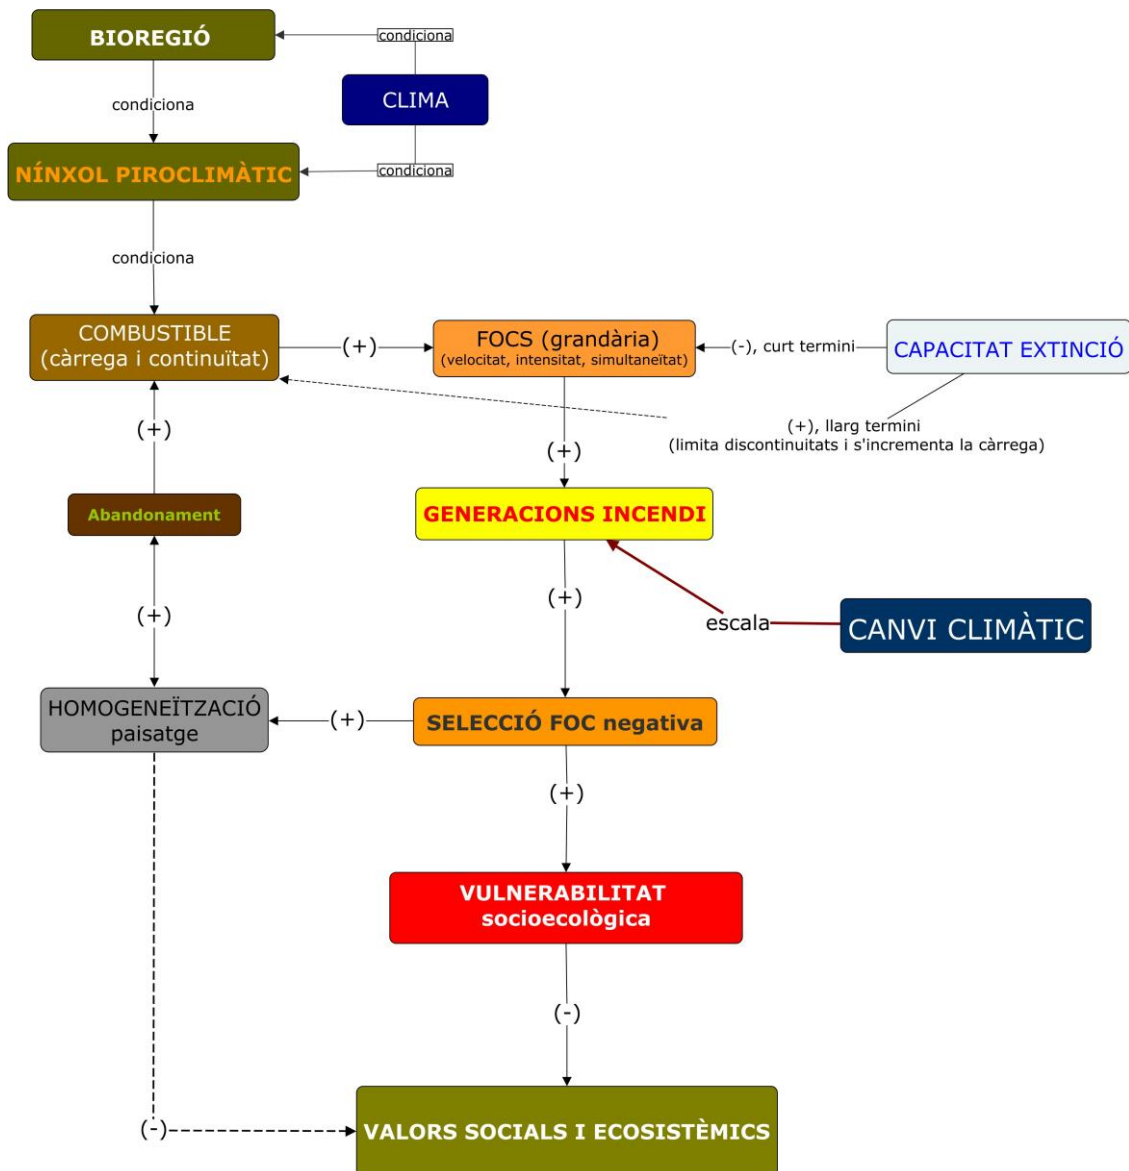 BIOREGIÓ
condiciona
CLIMA
condiciona
NÍNXOL PIROCLIMÀTIC
condiciona
condiciona
COMBUSTIBLE
(càrrega i continuïtat)
(+)
FOCS (grandària)
(velocitat, intensitat, simultaneïtat)
(-), curt termini
CAPACITAT EXTINCIÓ
(+), llarg termini
(limita discontinuitats i s'incrementa la càrrega)
(+)
(+)
Abandonament
GENERACIONS INCENDI
(+)
(+)
escala
CANVI CLIMÀTIC
HOMOGENEÏTZACIÓ
paisatge
(+)
SELECCIÓ FOC negativa
(+)
VULNERABILITAT
socioecològica
(-)
(-)
VALORS SOCIALS I ECOSISTÈMICS